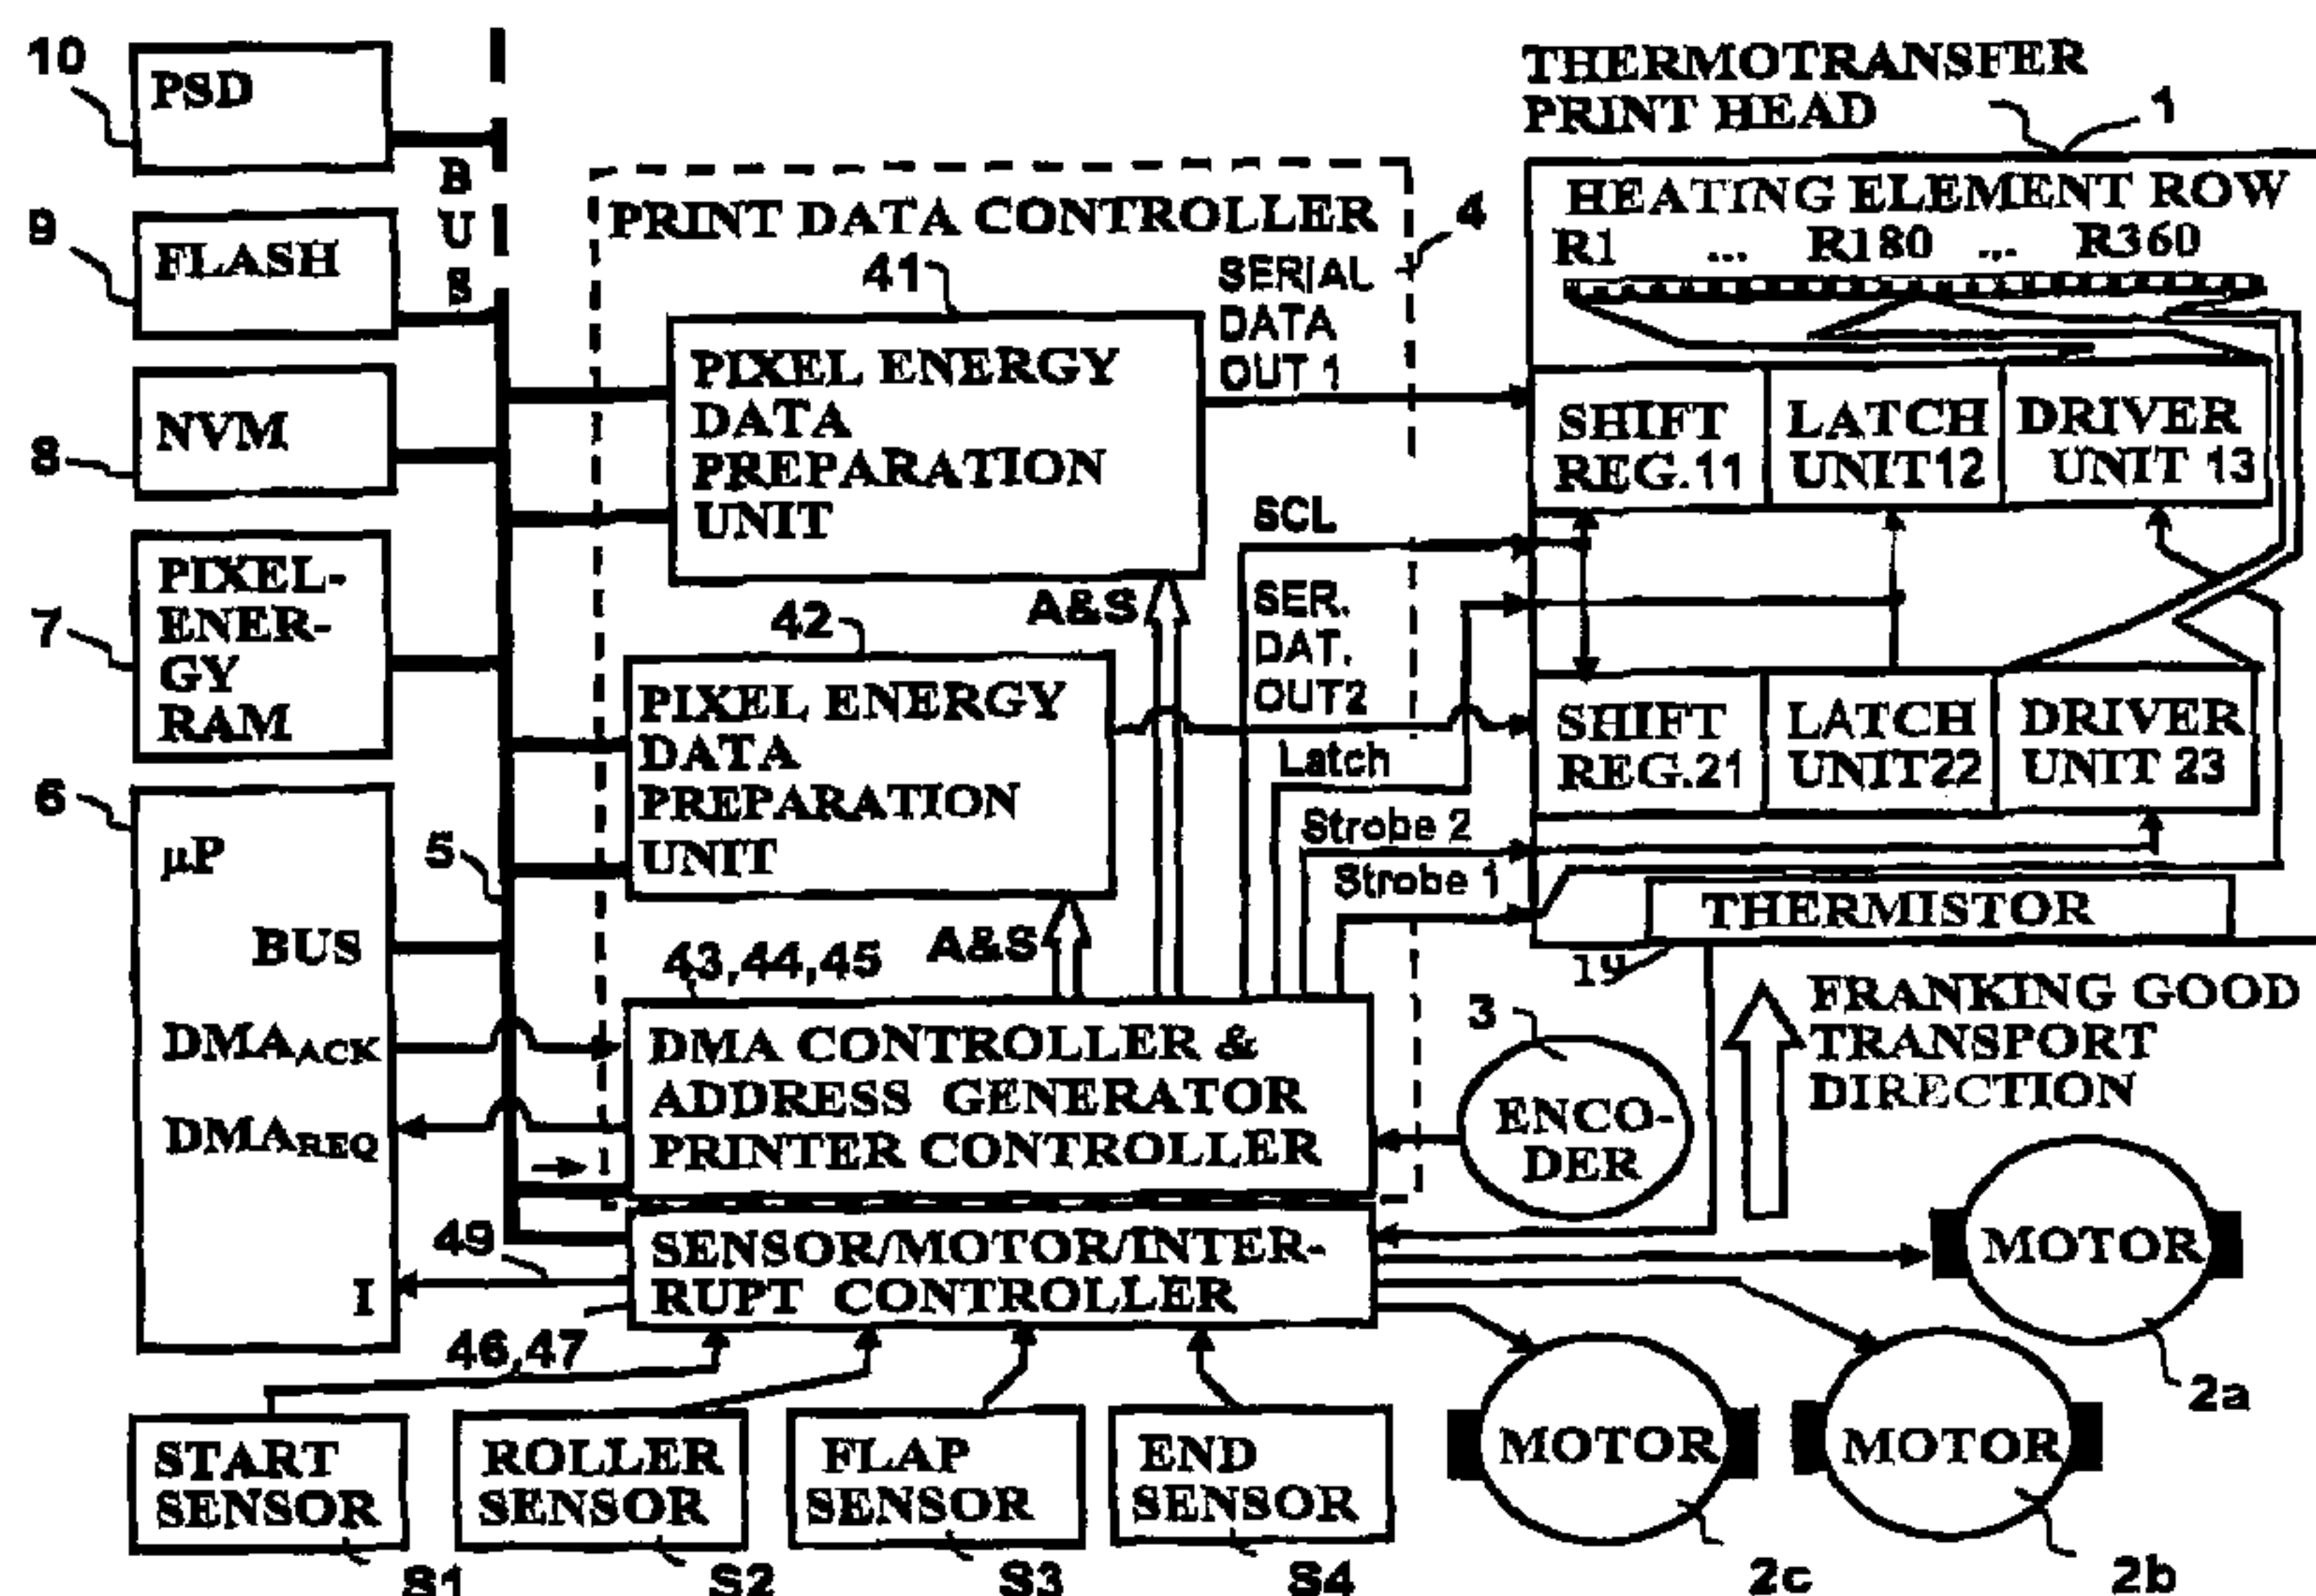 10
PSD
B
U
S
9
FLASH
8
NVM
7
PIXEL-
ENER-
GY
RAM
6
µP
BUS
DMAACK
DMAREQ
I
5
49
46,47
PRINT DATA CONTROLLER
4
41
PIXEL ENERGY
DATA
PREPARATION
UNIT
SERIAL
DATA
OUT 1
42
A&S
PIXEL ENERGY
DATA
PREPARATION
UNIT
SCL
SER.
DAT.
OUT2
Latch
Strobe 2
Strobe 1
43,44,45
A&S
DMA CONTROLLER &
ADDRESS GENERATOR
PRINTER CONTROLLER
SENSOR/MOTOR/INTER-
RUPT CONTROLLER
THERMOTRANSFER
PRINT HEAD
1
HEATING ELEMENT ROW
R1 ... R180 ... R360
SHIFT
REG.11
LATCH
UNIT12
DRIVER
UNIT 13
SHIFT
REG.21
LATCH
UNIT22
DRIVER
UNIT 23
THERMISTOR
19
3
ENCO-
DER
FRANKING GOOD
TRANSPORT
DIRECTION
MOTOR
2a
MOTOR
2c
MOTOR
2b
START
SENSOR
S1
ROLLER
SENSOR
S2
FLAP
SENSOR
S3
END
SENSOR
S4